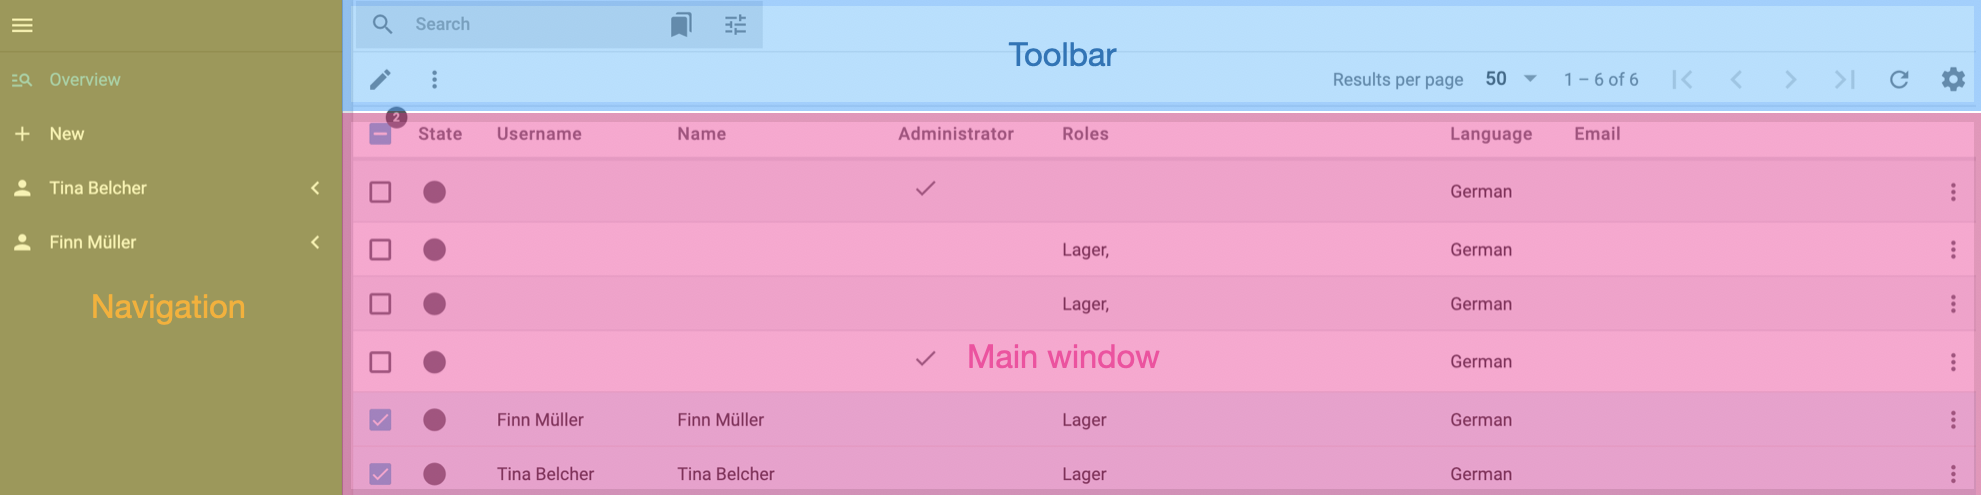 Search
Toolbar
Overview
Results per page 50 1 – 6 of 6
2
New
State Username Name Administrator Roles Language Email
Tina Belcher
German
Finn Müller
Lager, German
Navigation
Lager, German
Main window
German
Finn Müller Finn Müller Lager German
Tina Belcher Tina Belcher Lager German